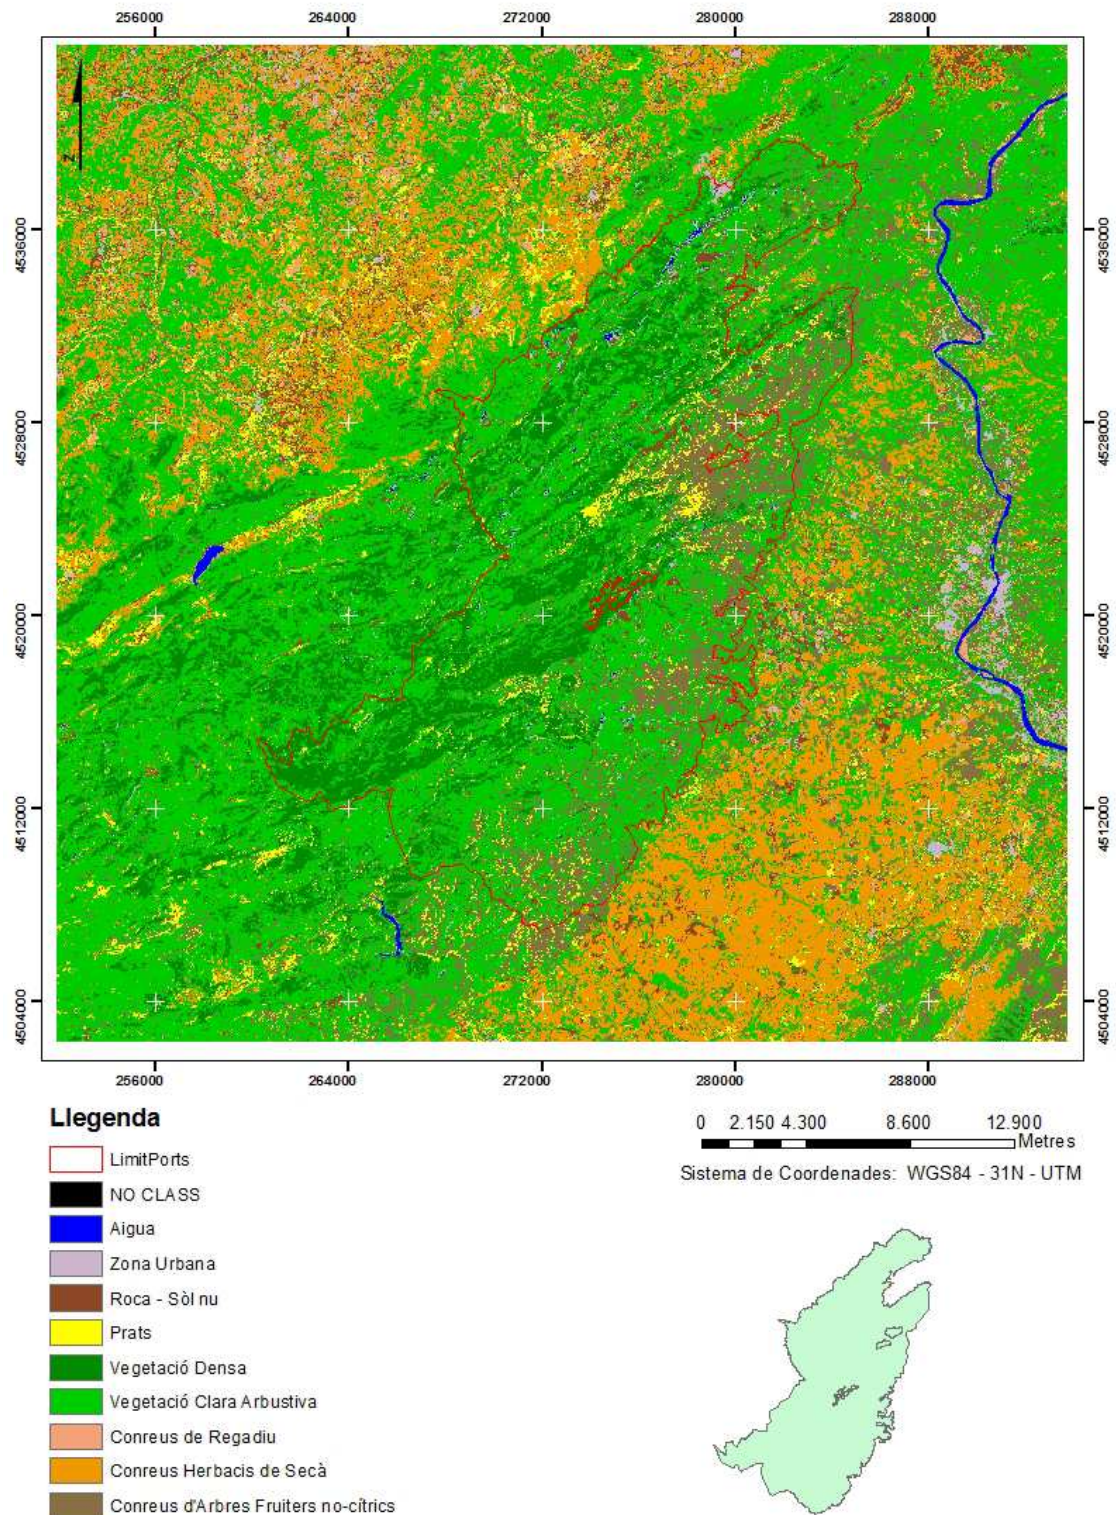 256000 264000 272000 280000 288000
N
4536000 4536000
4528000 4528000
4520000 4520000
4512000 4512000
4504000 4504000
256000 264000 272000 280000 288000
Llegenda
LimitPorts
NO CLASS
Aigua
Zona Urbana
Roca - Sòl nu
Prats
Vegetació Densa
Vegetació Clara Arbustiva
Conreus de Regadiu
Conreus Herbacis de Secà
Conreus d'Arbres Fruiters no-cítrics
0 2.150 4.300 8.600 12.900
Metres
Sistema de Coordenades: WGS84 - 31N - UTM